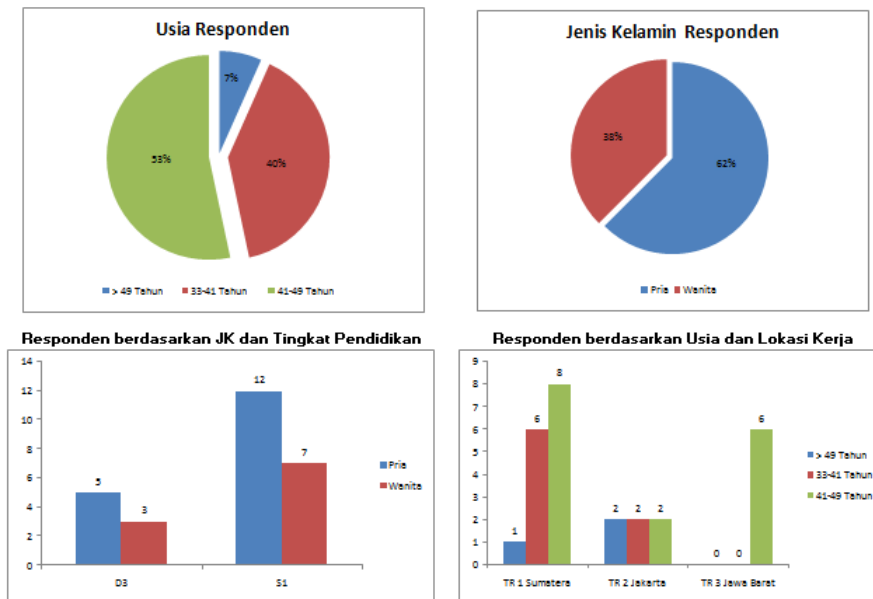 Usia Responden
7%
53%
40%
> 49 Tahun 33-41 Tahun 41-49 Tahun
Jenis Kelamin Responden
38%
62%
Pria Wanita
Responden berdasarkan JK dan Tingkat Pendidikan
14
12
10
8
6
4
2
0
5
3
12
7
D3 S1
Pria
Wanita
Responden berdasarkan Usia dan Lokasi Kerja
9
8
7
6
5
4
3
2
1
0
1
6
8
2
2
2
0
0
6
TR 1 Sumatera TR 2 Jakarta TR 3 Jawa Barat
> 49 Tahun
33-41 Tahun
41-49 Tahun